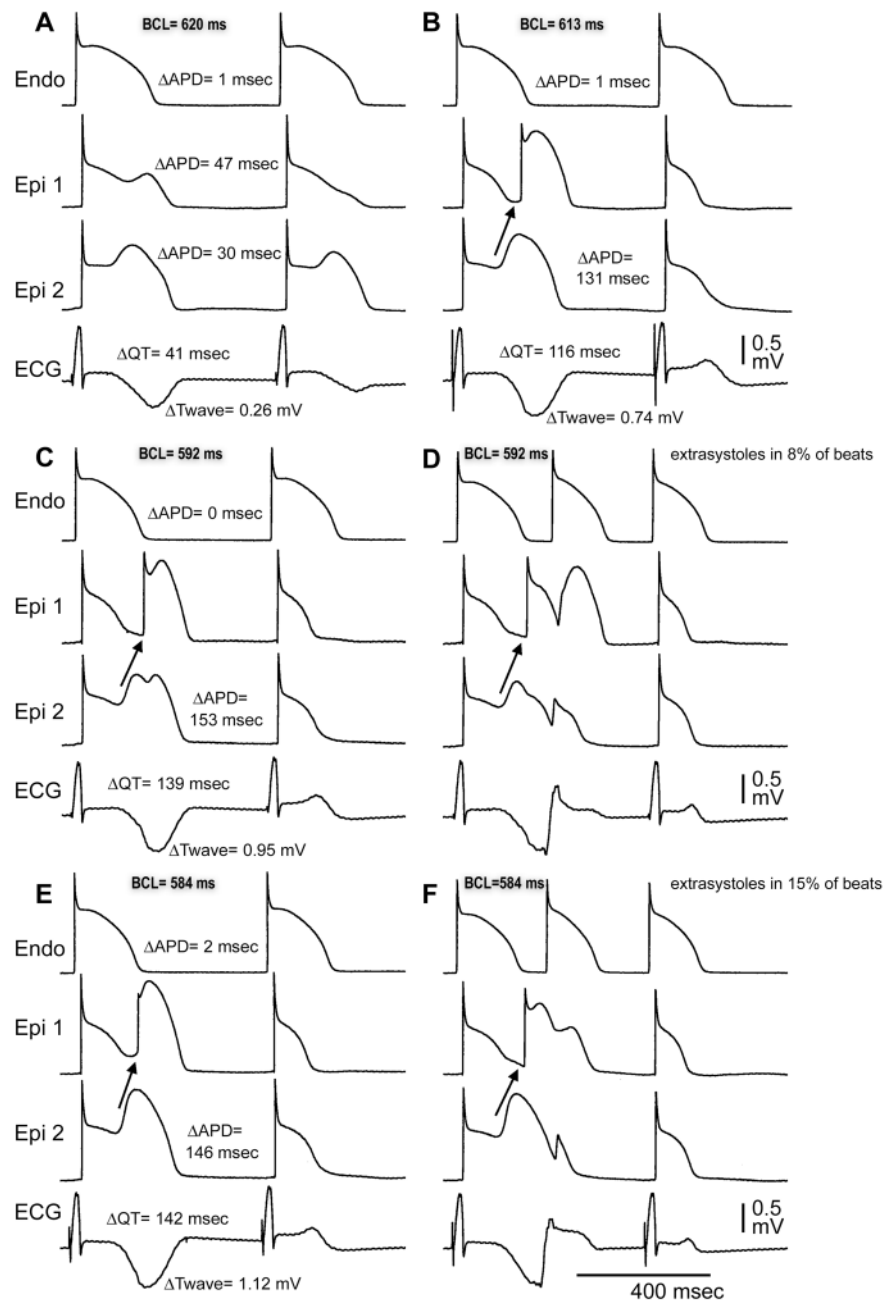 A
BCL= 620 ms
Endo
ΔAPD= 1 msec
Epi 1
ΔAPD= 47 msec
Epi 2
ΔAPD= 30 msec
ECG
ΔQT= 41 msec
ΔTwave= 0.26 mV
B
BCL= 613 ms
ΔAPD= 1 msec
ΔAPD=
131 msec
ΔQT= 116 msec
ΔTwave= 0.74 mV
0.5
mV
C
BCL= 592 ms
Endo
ΔAPD= 0 msec
Epi 1
Epi 2
ΔAPD=
153 msec
ECG
ΔQT= 139 msec
ΔTwave= 0.95 mV
D
BCL= 592 ms
extrasystoles in 8% of beats
0.5
mV
E
BCL= 584 ms
Endo
ΔAPD= 2 msec
Epi 1
Epi 2
ΔAPD=
146 msec
ECG
ΔQT= 142 msec
ΔTwave= 1.12 mV
F
BCL=584 ms
extrasystoles in 15% of beats
0.5
mV
400 msec